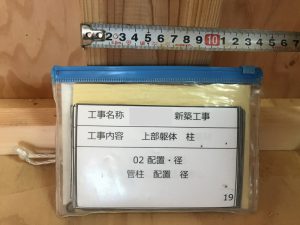 1 2 3 4 5 6 7 8 9 10 1 2 3 4 5 6 7
工事名称 新築工事
工事内容 上部躯体 柱
02 配置・径
管柱 配置 径
19